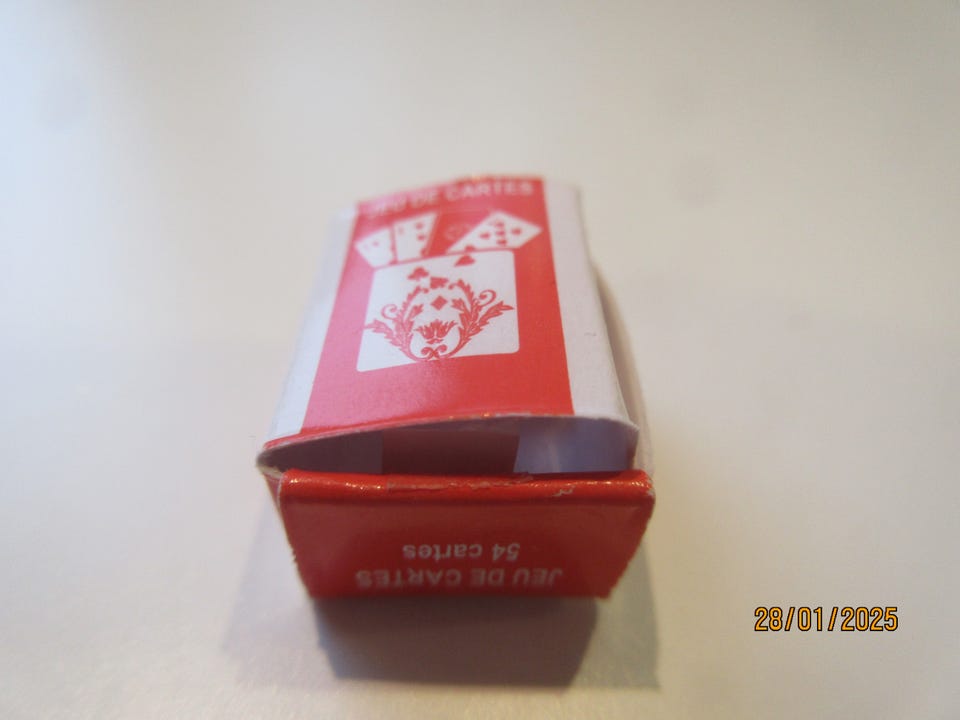 JEU DE CARTES
JEU DE CARTES
54 cartes
28/01/2025